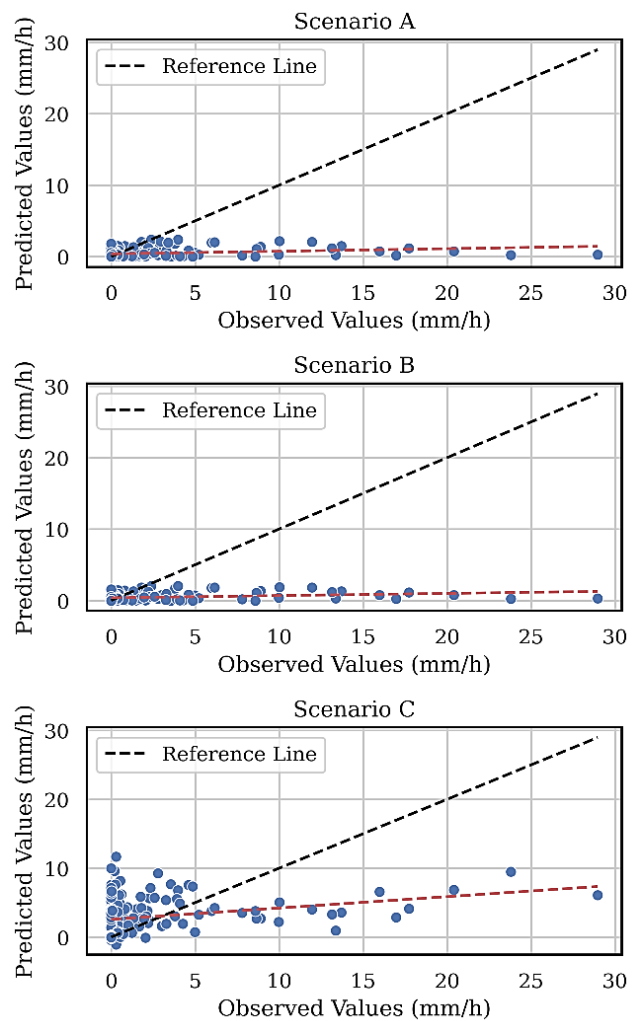 Scenario A
Predicted Values (mm/h)
30
20
10
0
Reference Line
0 5 10 15 20 25 30
Observed Values (mm/h)
Scenario B
Predicted Values (mm/h)
30
20
10
0
Reference Line
0 5 10 15 20 25 30
Observed Values (mm/h)
Scenario C
Predicted Values (mm/h)
30
20
10
0
Reference Line
0 5 10 15 20 25 30
Observed Values (mm/h)